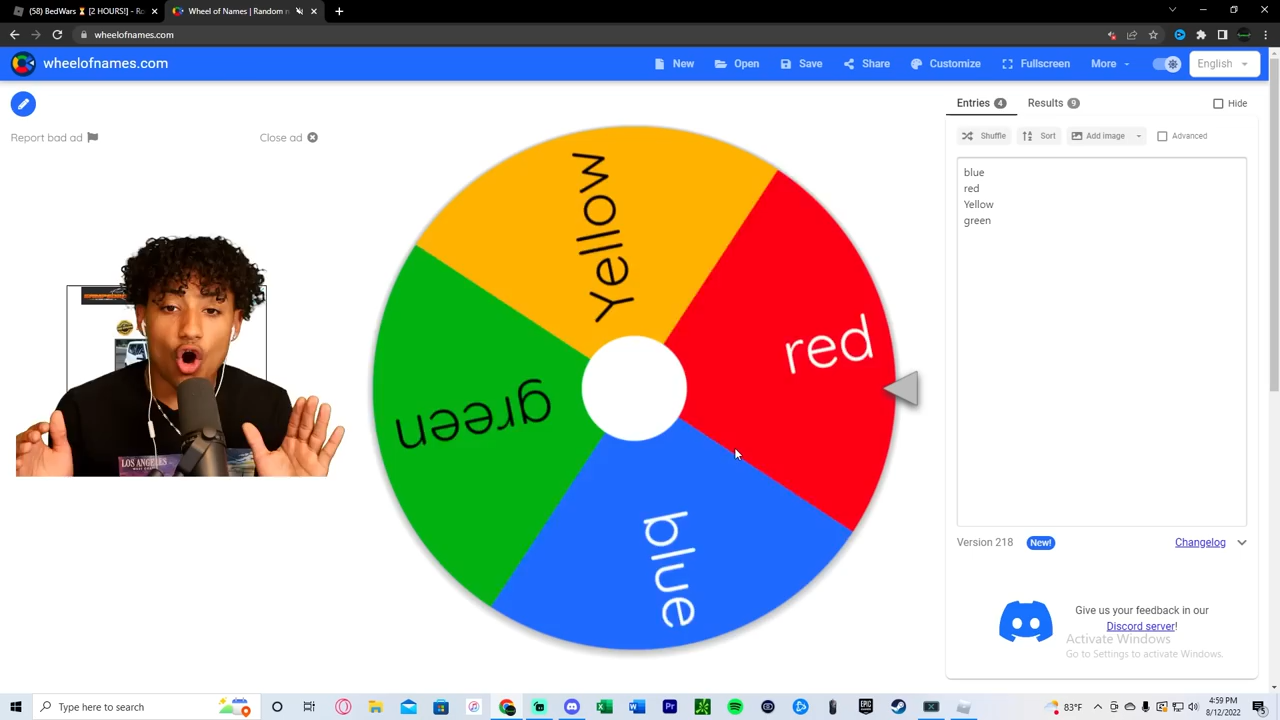 (58) BedWars ⏳ [2 HOURS!] - Ro
Wheel of Names | Random n
wheelofnames.com
wheelofnames.com
New
Open
Save
Share
Customize
Fullscreen
More
English
Report bad ad
Close ad
Entries 4
Results 9
Hide
Shuffle
Sort
Add image
Advanced
blue
red
Yellow
green
Yellow
red
green
blue
LOS ANGELES
Version 218
New!
Changelog
Give us your feedback in our
Discord server!
Activate Windows
Go to Settings to activate Windows.
Type here to search
83°F
4:59 PM
8/12/2022